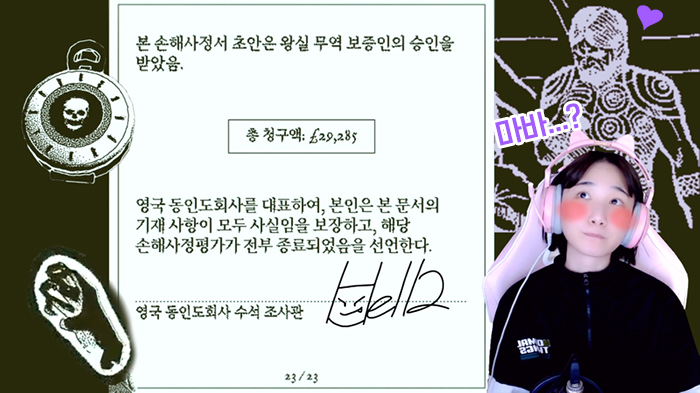 본 손해사정서 초안은 왕실 무역 보증인의 승인을
받았음.
총 청구액: £29,285
마바...?
영국 동인도회사를 대표하여, 본인은 본 문서의
기재 사항이 모두 사실임을 보장하고, 해당
손해사정평가가 전부 종료되었음을 선언한다.
영국 동인도회사 수석 조사관
23 / 23